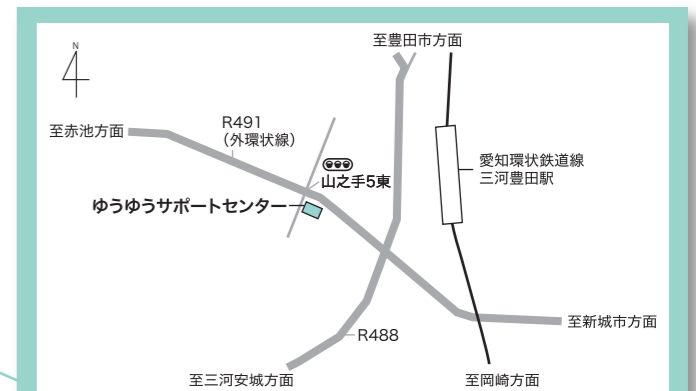 至豊田市方面
N
R491
（外環状線）
至赤池方面
愛知環状鉄道線
三河豊田駅
山之手5東
ゆうゆうサポートセンター
至新城市方面
R488
至三河安城方面
至岡崎方面